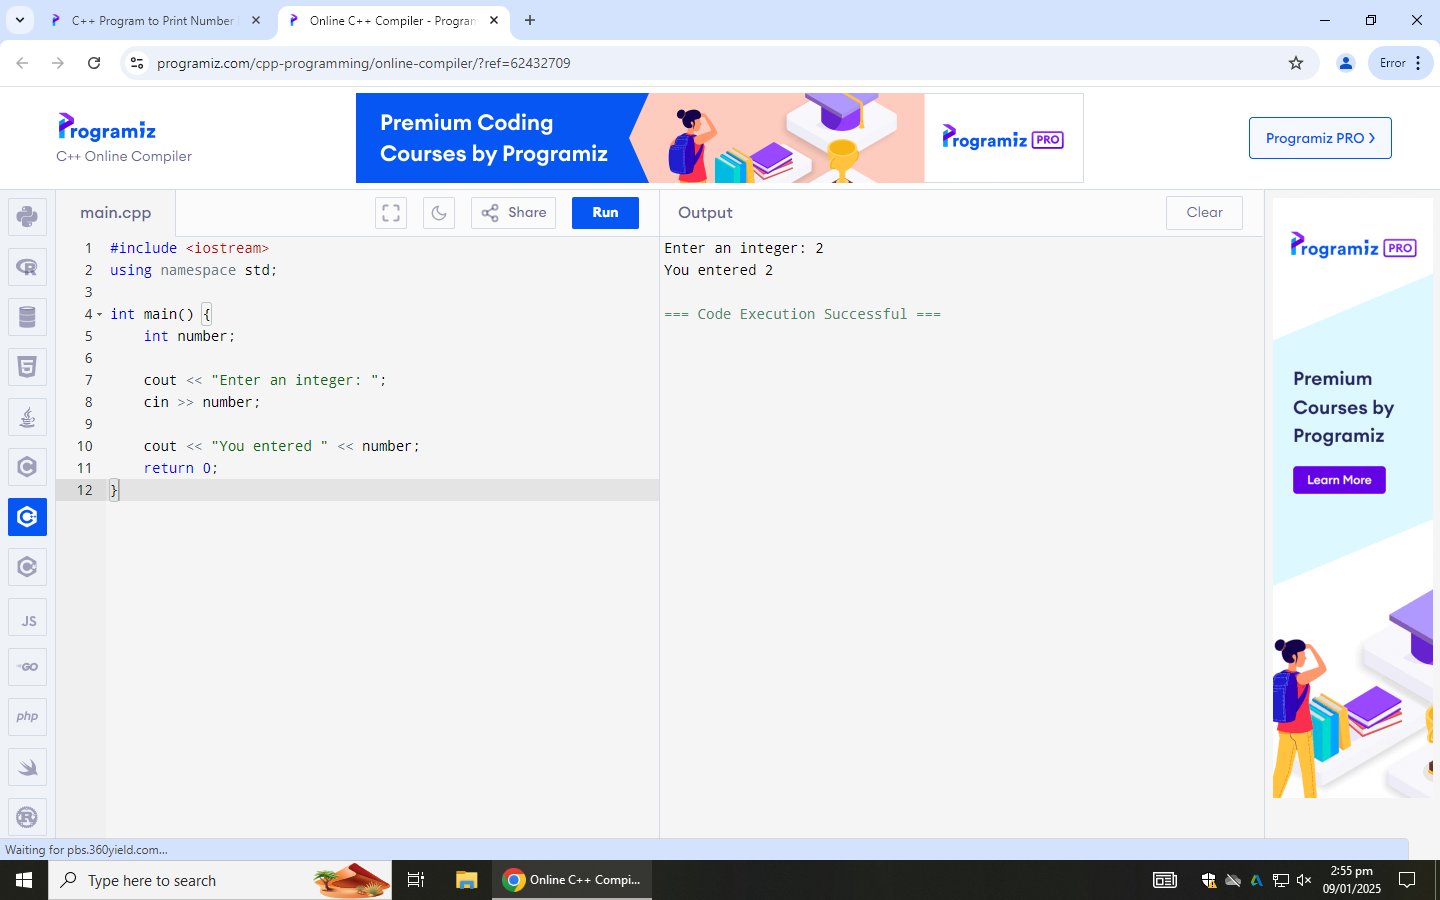 C++ Program to Print Number
Online C++ Compiler - Program
programiz.com/cpp-programming/online-compiler/?ref=62432709
Error
Programiz
C++ Online Compiler
Premium Coding
Courses by Programiz
Programiz PRO
Programiz PRO
main.cpp
Share
Run
Output
Clear
1 #include <iostream>
2 using namespace std;
3
4 int main() {
5 int number;
6
7 cout << "Enter an integer: ";
8 cin >> number;
9
10 cout << "You entered " << number;
11 return 0;
12 }
Enter an integer: 2
You entered 2
=== Code Execution Successful ===
Programiz PRO
Premium
Courses by
Programiz
Learn More
JS
GO
php
Waiting for pbs.360yield.com...
Type here to search
Online C++ Compi...
2:55 pm
09/01/2025